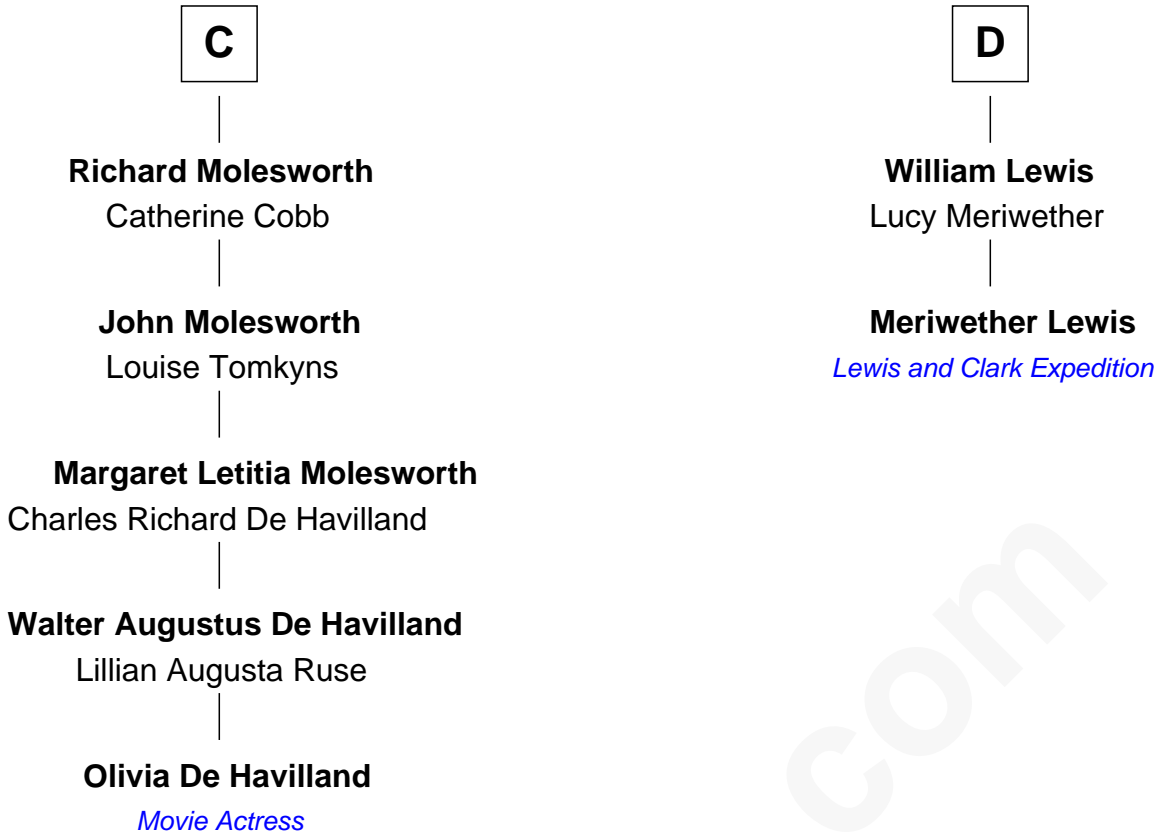 C
Richard Molesworth
Catherine Cobb
John Molesworth
Louise Tomkyns
Margaret Letitia Molesworth
Charles Richard De Havilland
Walter Augustus De Havilland
Lillian Augusta Ruse
Olivia De Havilland
Movie Actress
D
William Lewis
Lucy Meriwether
Meriwether Lewis
Lewis and Clark Expedition
com